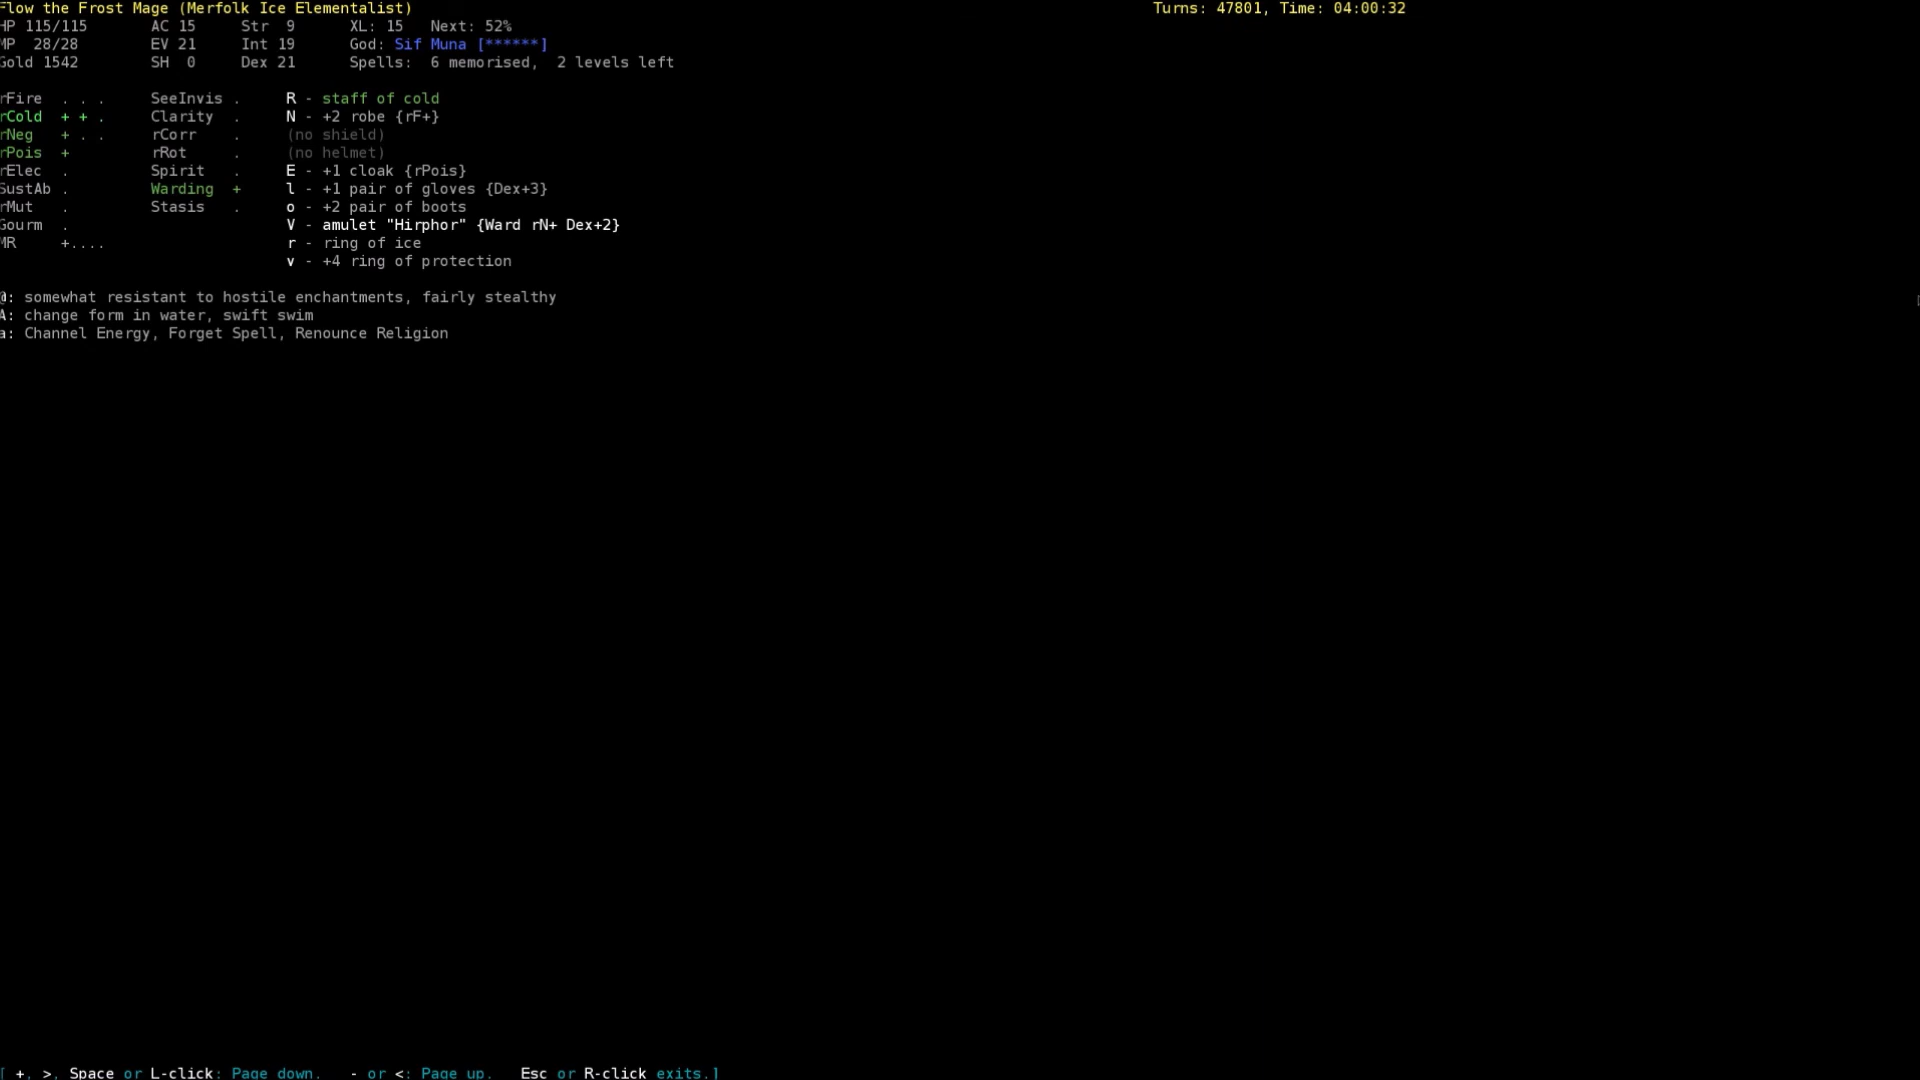 Flow the Frost Mage (Merfolk Ice Elementalist) Turns: 47801, Time: 04:00:32
HP 115/115 AC 15 Str 9 XL: 15 Next: 52%
MP 28/28 EV 21 Int 19 God: Sif Muna [******]
Gold 1542 SH 0 Dex 21 Spells: 6 memorised, 2 levels left
rFire . . . SeeInvis . R - staff of cold
rCold + + . Clarity . N - +2 robe {rF+}
rNeg + . . rCorr . (no shield)
rPois + rRot . (no helmet)
rElec . Spirit . E - +1 cloak {rPois}
SustAb . Warding + l - +1 pair of gloves {Dex+3}
rMut . Stasis . o - +2 pair of boots
Gourm . V - amulet "Hirphor" {Ward rN+ Dex+2}
MR +.... r - ring of ice
v - +4 ring of protection
@: somewhat resistant to hostile enchantments, fairly stealthy
A: change form in water, swift swim
a: Channel Energy, Forget Spell, Renounce Religion
[ +, >, Space or L-click: Page down. - or <: Page up. Esc or R-click exits.]